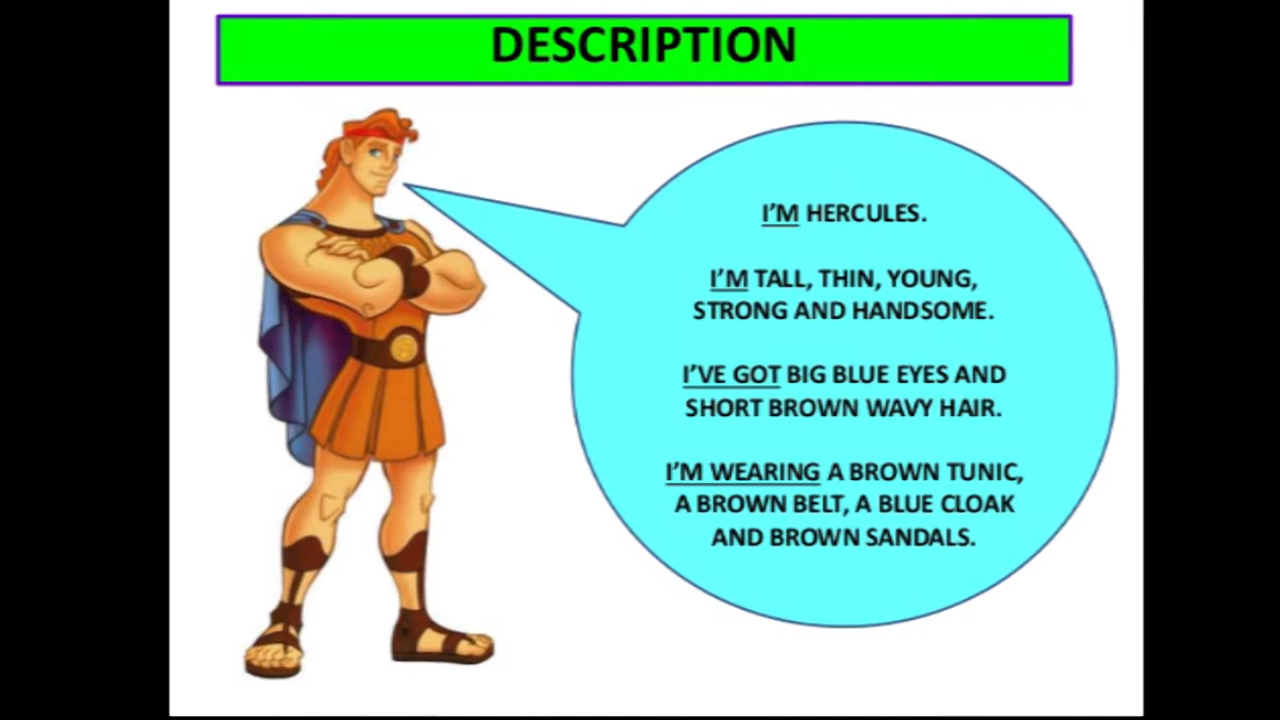 DESCRIPTION
I'M HERCULES.
I'M TALL, THIN, YOUNG,
STRONG AND HANDSOME.
I'VE GOT BIG BLUE EYES AND
SHORT BROWN WAVY HAIR.
I'M WEARING A BROWN TUNIC,
A BROWN BELT, A BLUE CLOAK
AND BROWN SANDALS.